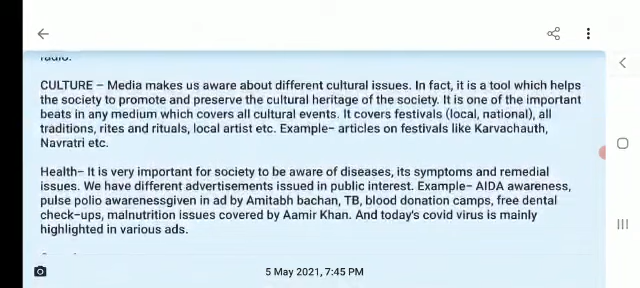 radio.
CULTURE – Media makes us aware about different cultural issues. In fact, it is a tool which helps
the society to promote and preserve the cultural heritage of the society. It is one of the important
beats in any medium which covers all cultural events. It covers festivals (local, national), all
traditions, rites and rituals, local artist etc. Example– articles on festivals like Karvachauth,
Navratri etc.
Health– It is very important for society to be aware of diseases, its symptoms and remedial
issues. We have different advertisements issued in public interest. Example– AIDA awareness,
pulse polio awarenessgiven in ad by Amitabh bachan, TB, blood donation camps, free dental
check-ups, malnutrition issues covered by Aamir Khan. And today's covid virus is mainly
highlighted in various ads.
5 May 2021, 7:45 PM